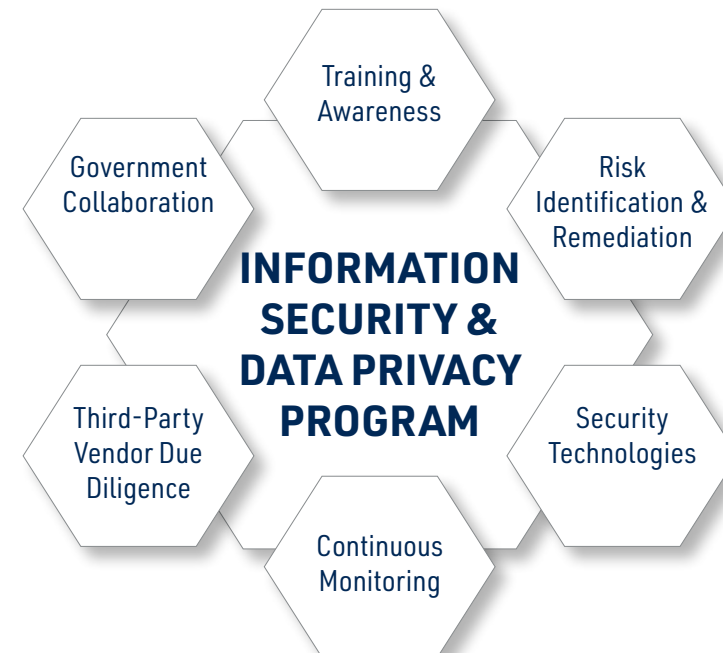 Training &
Awareness
Risk
Identification &
Remediation
Security
Technologies
Continuous
Monitoring
Third-Party
Vendor Due
Diligence
Government
Collaboration
INFORMATION
SECURITY &
DATA PRIVACY
PROGRAM